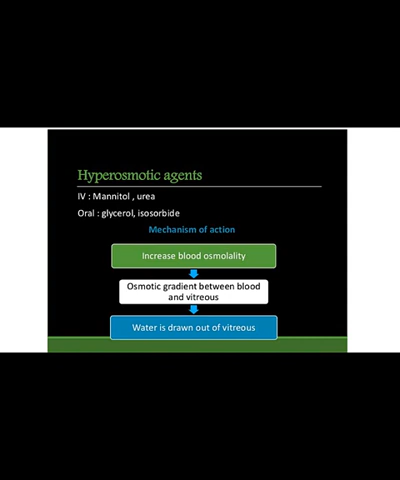 Hyperosmotic agents
IV : Mannitol , urea
Oral : glycerol, isosorbide
Mechanism of action
Increase blood osmolality
Osmotic gradient between blood
and vitreous
Water is drawn out of vitreous